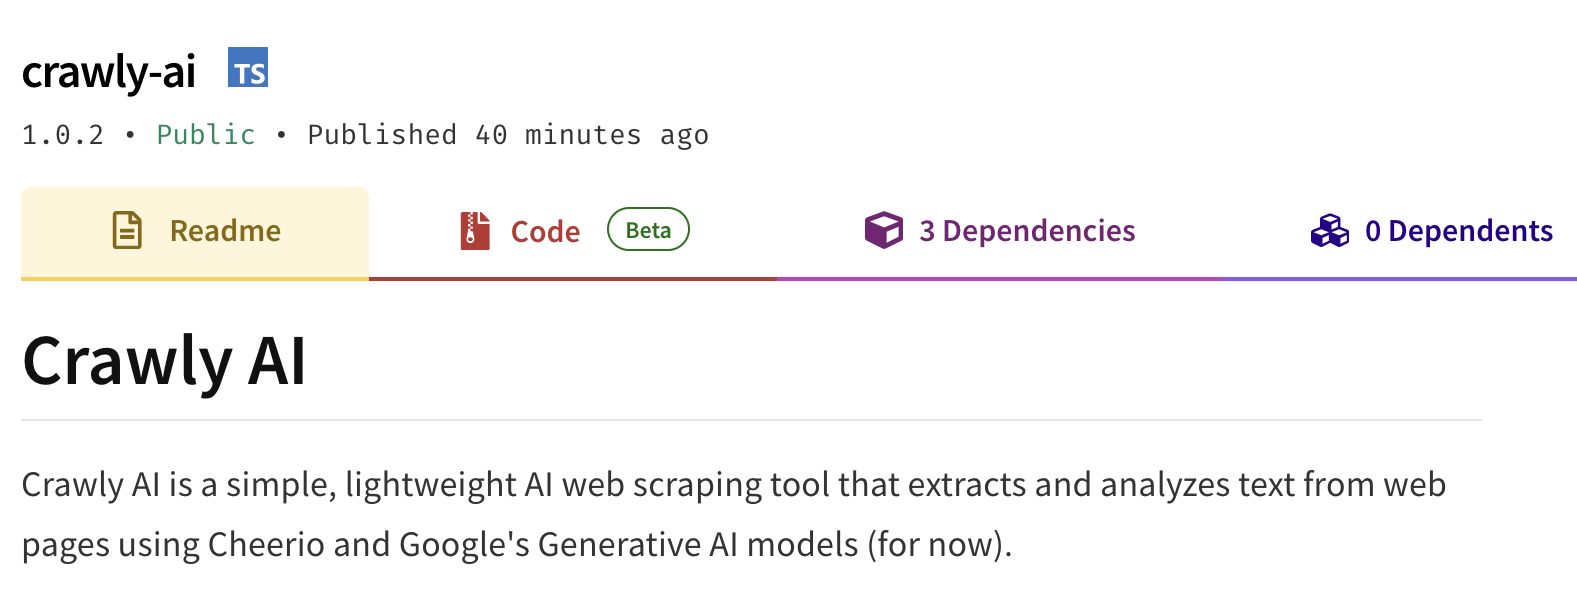 crawly-ai TS
1.0.2 • Public • Published 40 minutes ago
Readme Code Beta 3 Dependencies 0 Dependents
Crawly AI
Crawly AI is a simple, lightweight AI web scraping tool that extracts and analyzes text from web
pages using Cheerio and Google's Generative AI models (for now).